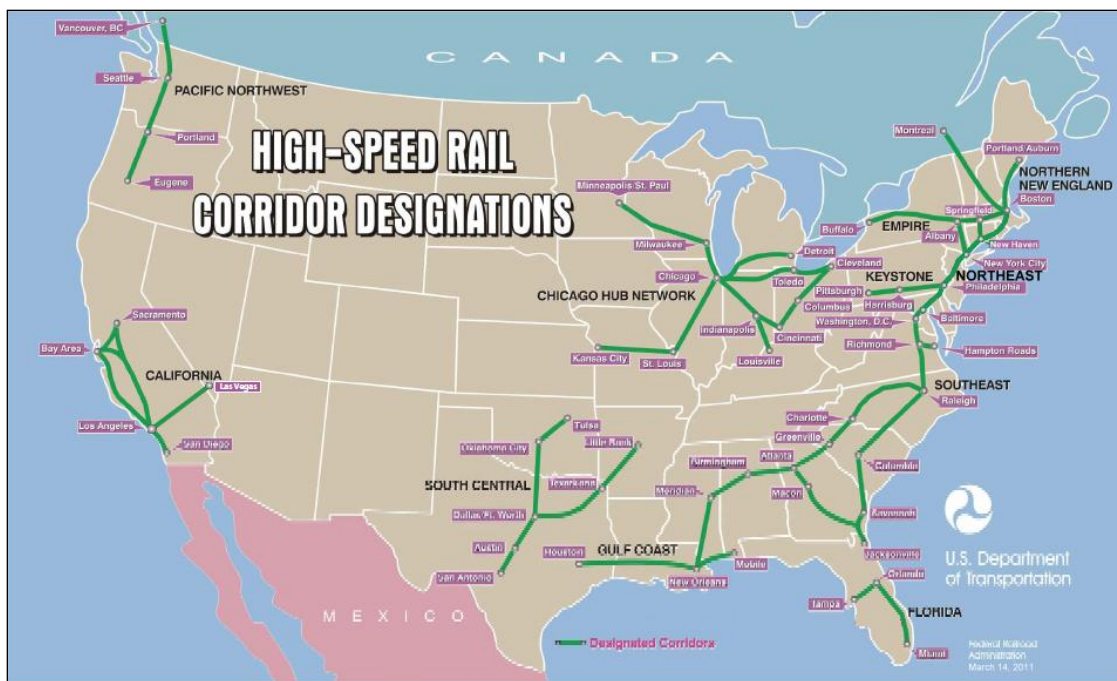 CANADA
Vancouver, BC
Seattle
PACIFIC NORTHWEST
Portland
Eugene
HIGH-SPEED RAIL
CORRIDOR DESIGNATIONS
Minneapolis/St. Paul
Milwaukee
Chicago
CHICAGO HUB NETWORK
Detroit
Cleveland
Toledo
Columbus
Indianapolis
Cincinnati
Louisville
Kansas City
St. Louis
Montreal
Portland/Auburn
NORTHERN
NEW ENGLAND
Boston
Springfield
Buffalo
EMPIRE
Albany
New Haven
New York City
NORTHEAST
KEYSTONE
Pittsburgh
Philadelphia
Harrisburg
Baltimore
Washington, D.C.
Richmond
Hampton Roads
SOUTHEAST
Raleigh
Charlotte
Greenville
Atlanta
Columbia
Birmingham
Macon
Meridian
Savannah
Jacksonville
Sacramento
Bay Area
CALIFORNIA
Las Vegas
Los Angeles
San Diego
Tulsa
Oklahoma City
Little Rock
SOUTH CENTRAL
Texarkana
Dallas/Ft. Worth
Austin
San Antonio
Houston
GULF COAST
Mobile
New Orleans
Orlando
Tampa
FLORIDA
Miami
MEXICO
Designated Corridors
U.S. Department
of Transportation
Federal Railroad
Administration
March 14, 2011